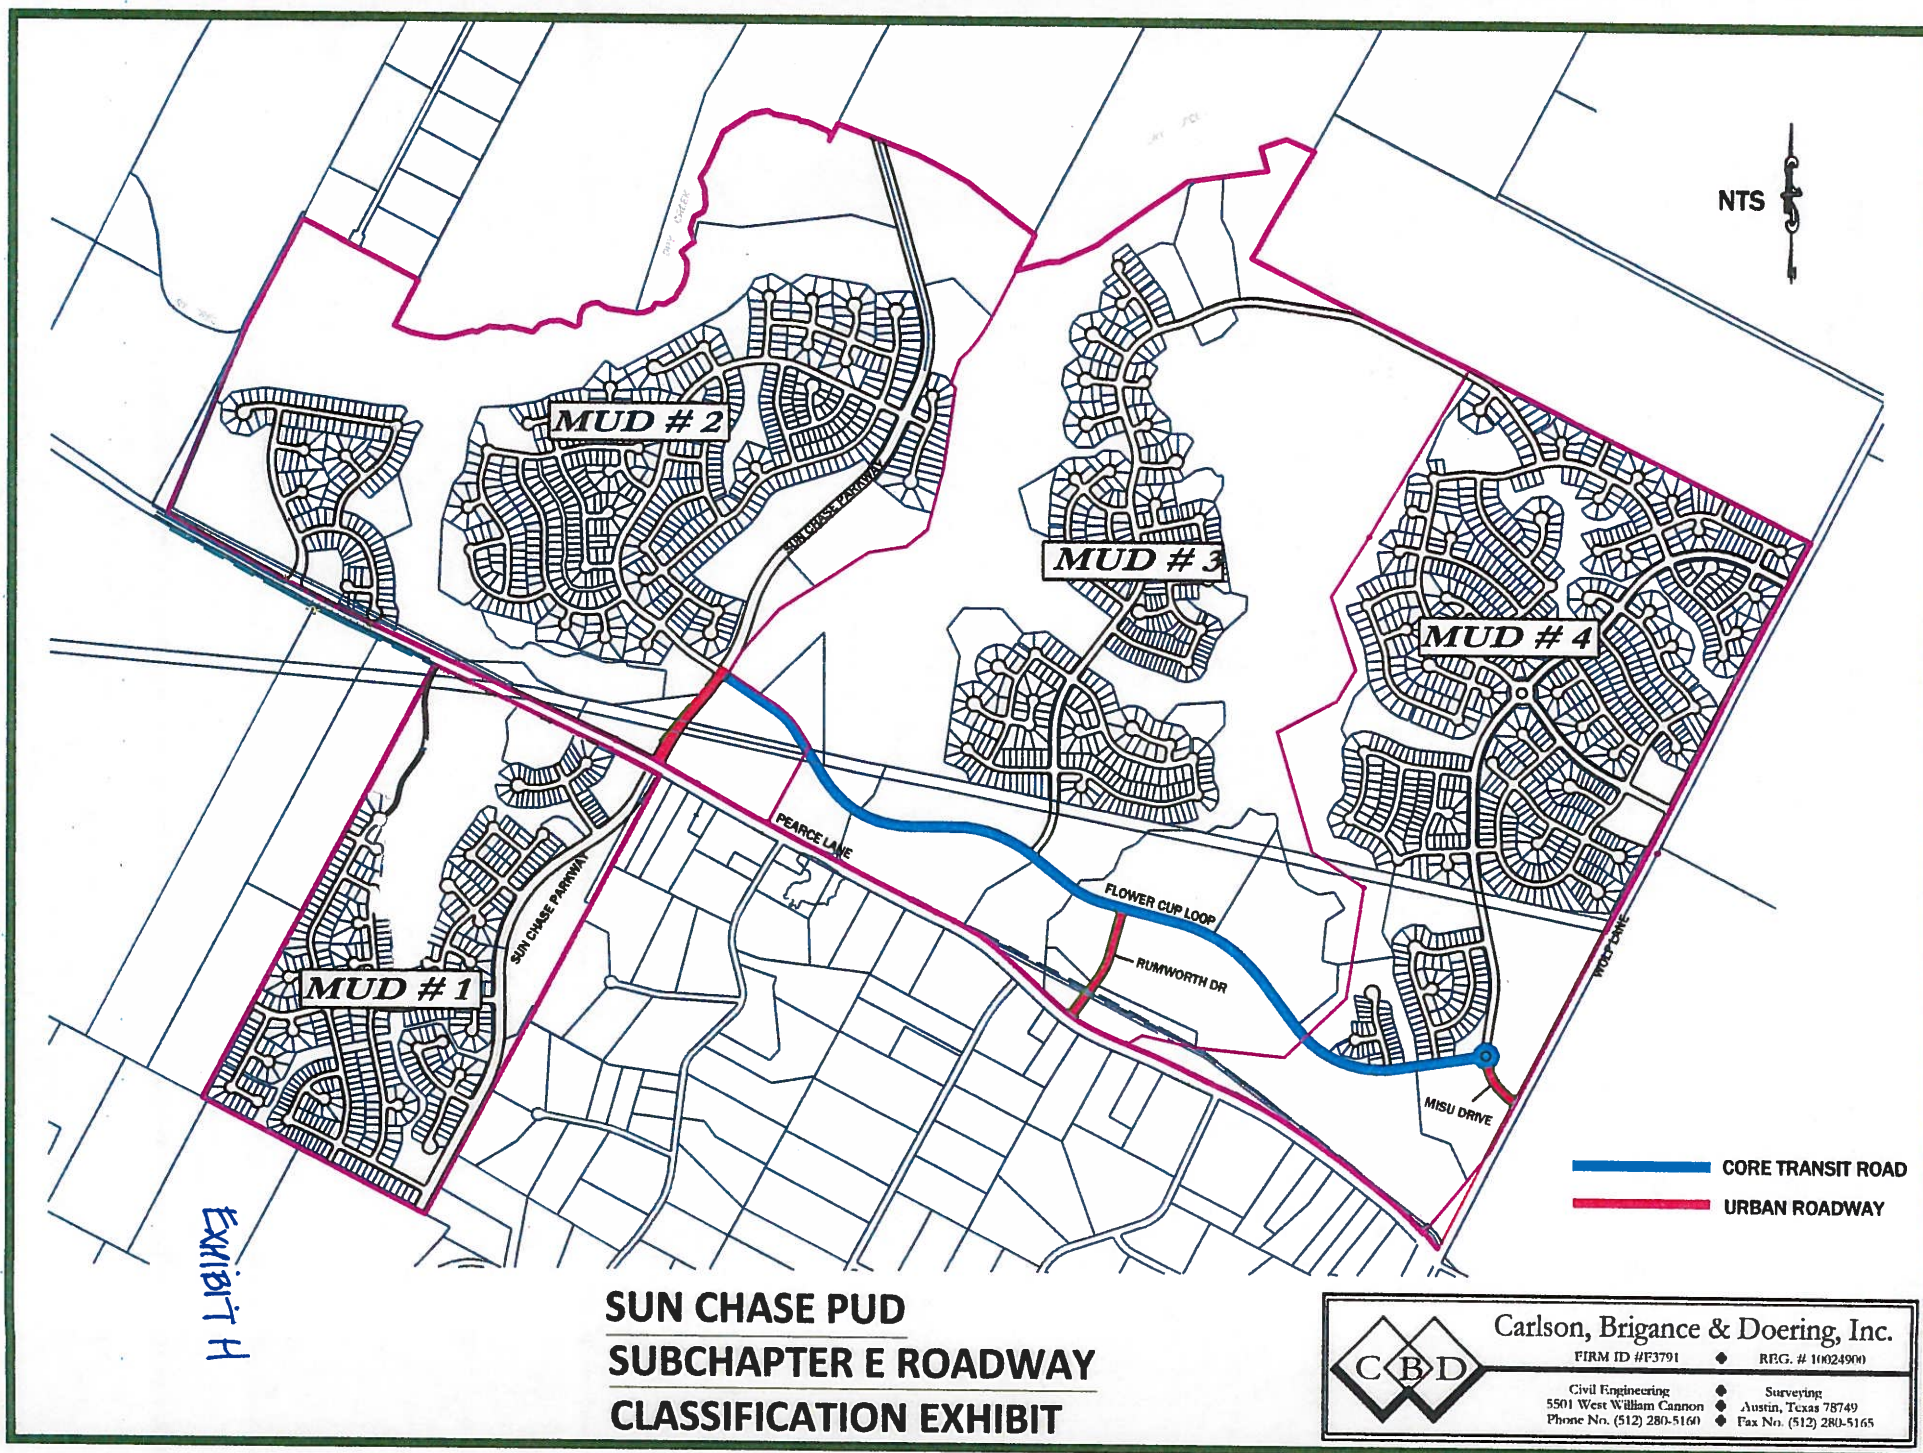 NTS
MUD # 2
SUN CHASE PARKWAY
MUD # 3
MUD # 4
PEARCE LANE
FLOWER CUP LOOP
RUMWORTH DR
WOLF LANE
SUN CHASE PARKWAY
MUD # 1
MISU DRIVE
CORE TRANSIT ROAD
URBAN ROADWAY
EXHIBIT H
SUN CHASE PUD
SUBCHAPTER E ROADWAY
CLASSIFICATION EXHIBIT
CBD
Carlson, Brigance & Doering, Inc.
FIRM ID #F3791 ◆ REG. # 10024900
Civil Engineering ◆ Surveying
5501 West William Cannon ◆ Austin, Texas 78749
Phone No. (512) 280-5160 ◆ Fax No. (512) 280-5165